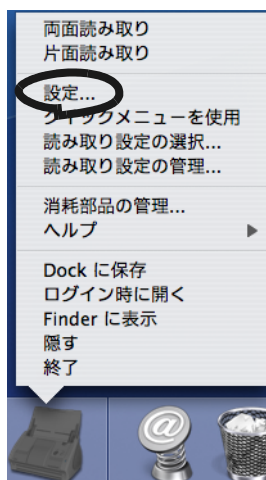 両面読み取り
片面読み取り
設定...
クイックメニューを使用
読み取り設定の選択...
読み取り設定の管理...
消耗部品の管理...
ヘルプ
Dock に保存
ログイン時に開く
Finder に表示
隠す
終了
@